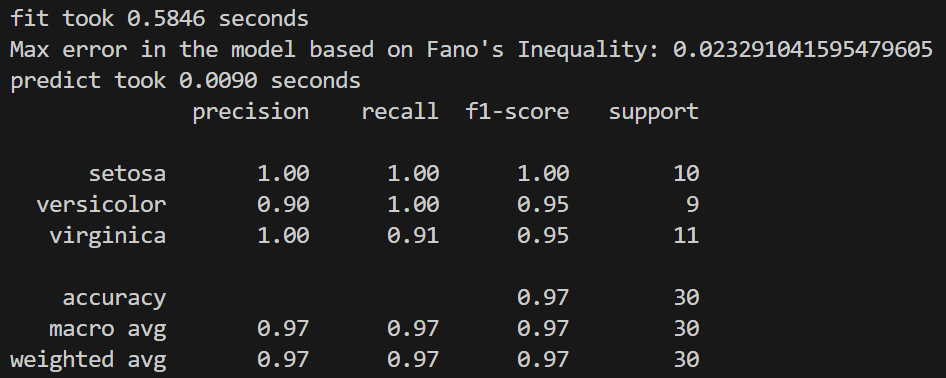 fit took 0.5846 seconds
Max error in the model based on Fano's Inequality: 0.023291041595479605
predict took 0.0090 seconds
precision recall f1-score support
setosa 1.00 1.00 1.00 10
versicolor 0.90 1.00 0.95 9
virginica 1.00 0.91 0.95 11
accuracy 0.97 30
macro avg 0.97 0.97 0.97 30
weighted avg 0.97 0.97 0.97 30